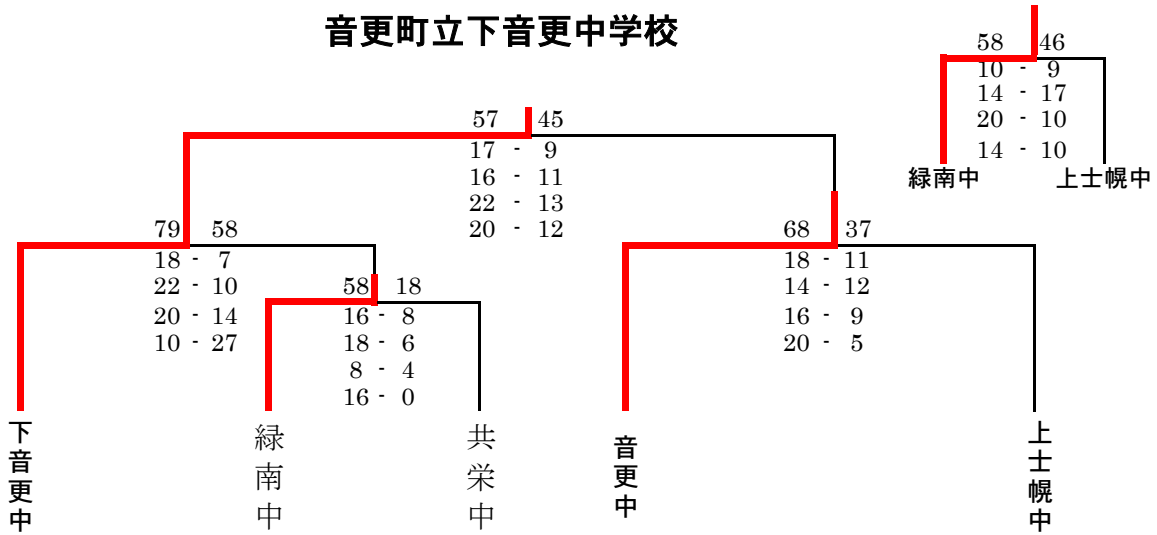 音更町立下音更中学校
58 46
10 - 9
14 - 17
20 - 10
14 - 10
緑南中 上士幌中
57 45
17 - 9
16 - 11
22 - 13
20 - 12
79 58
18 - 7
22 - 10
20 - 14
10 - 27
58 18
16 - 8
18 - 6
8 - 4
16 - 0
68 37
18 - 11
14 - 12
16 - 9
20 - 5
下音更中
緑南中
共栄中
音更中
上士幌中